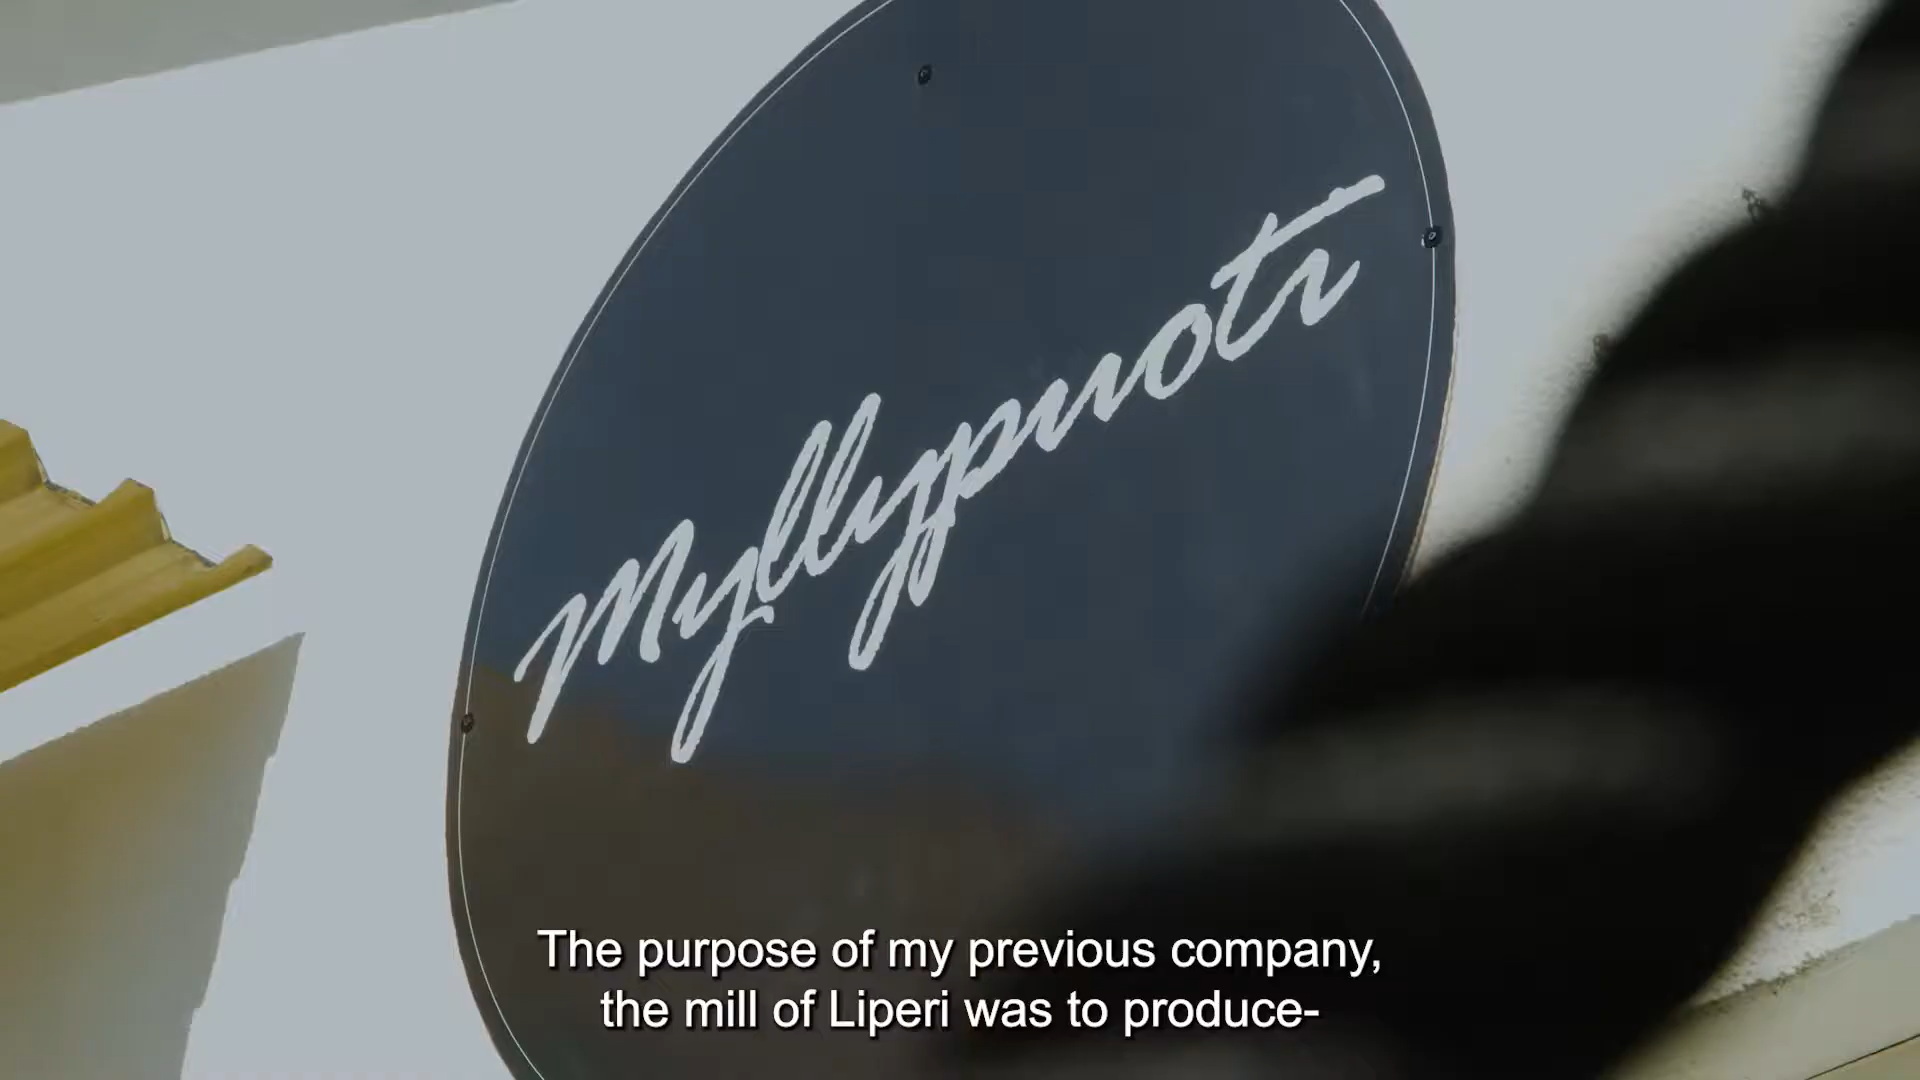 Myllypuoti
The purpose of my previous company,
the mill of Liperi was to produce-